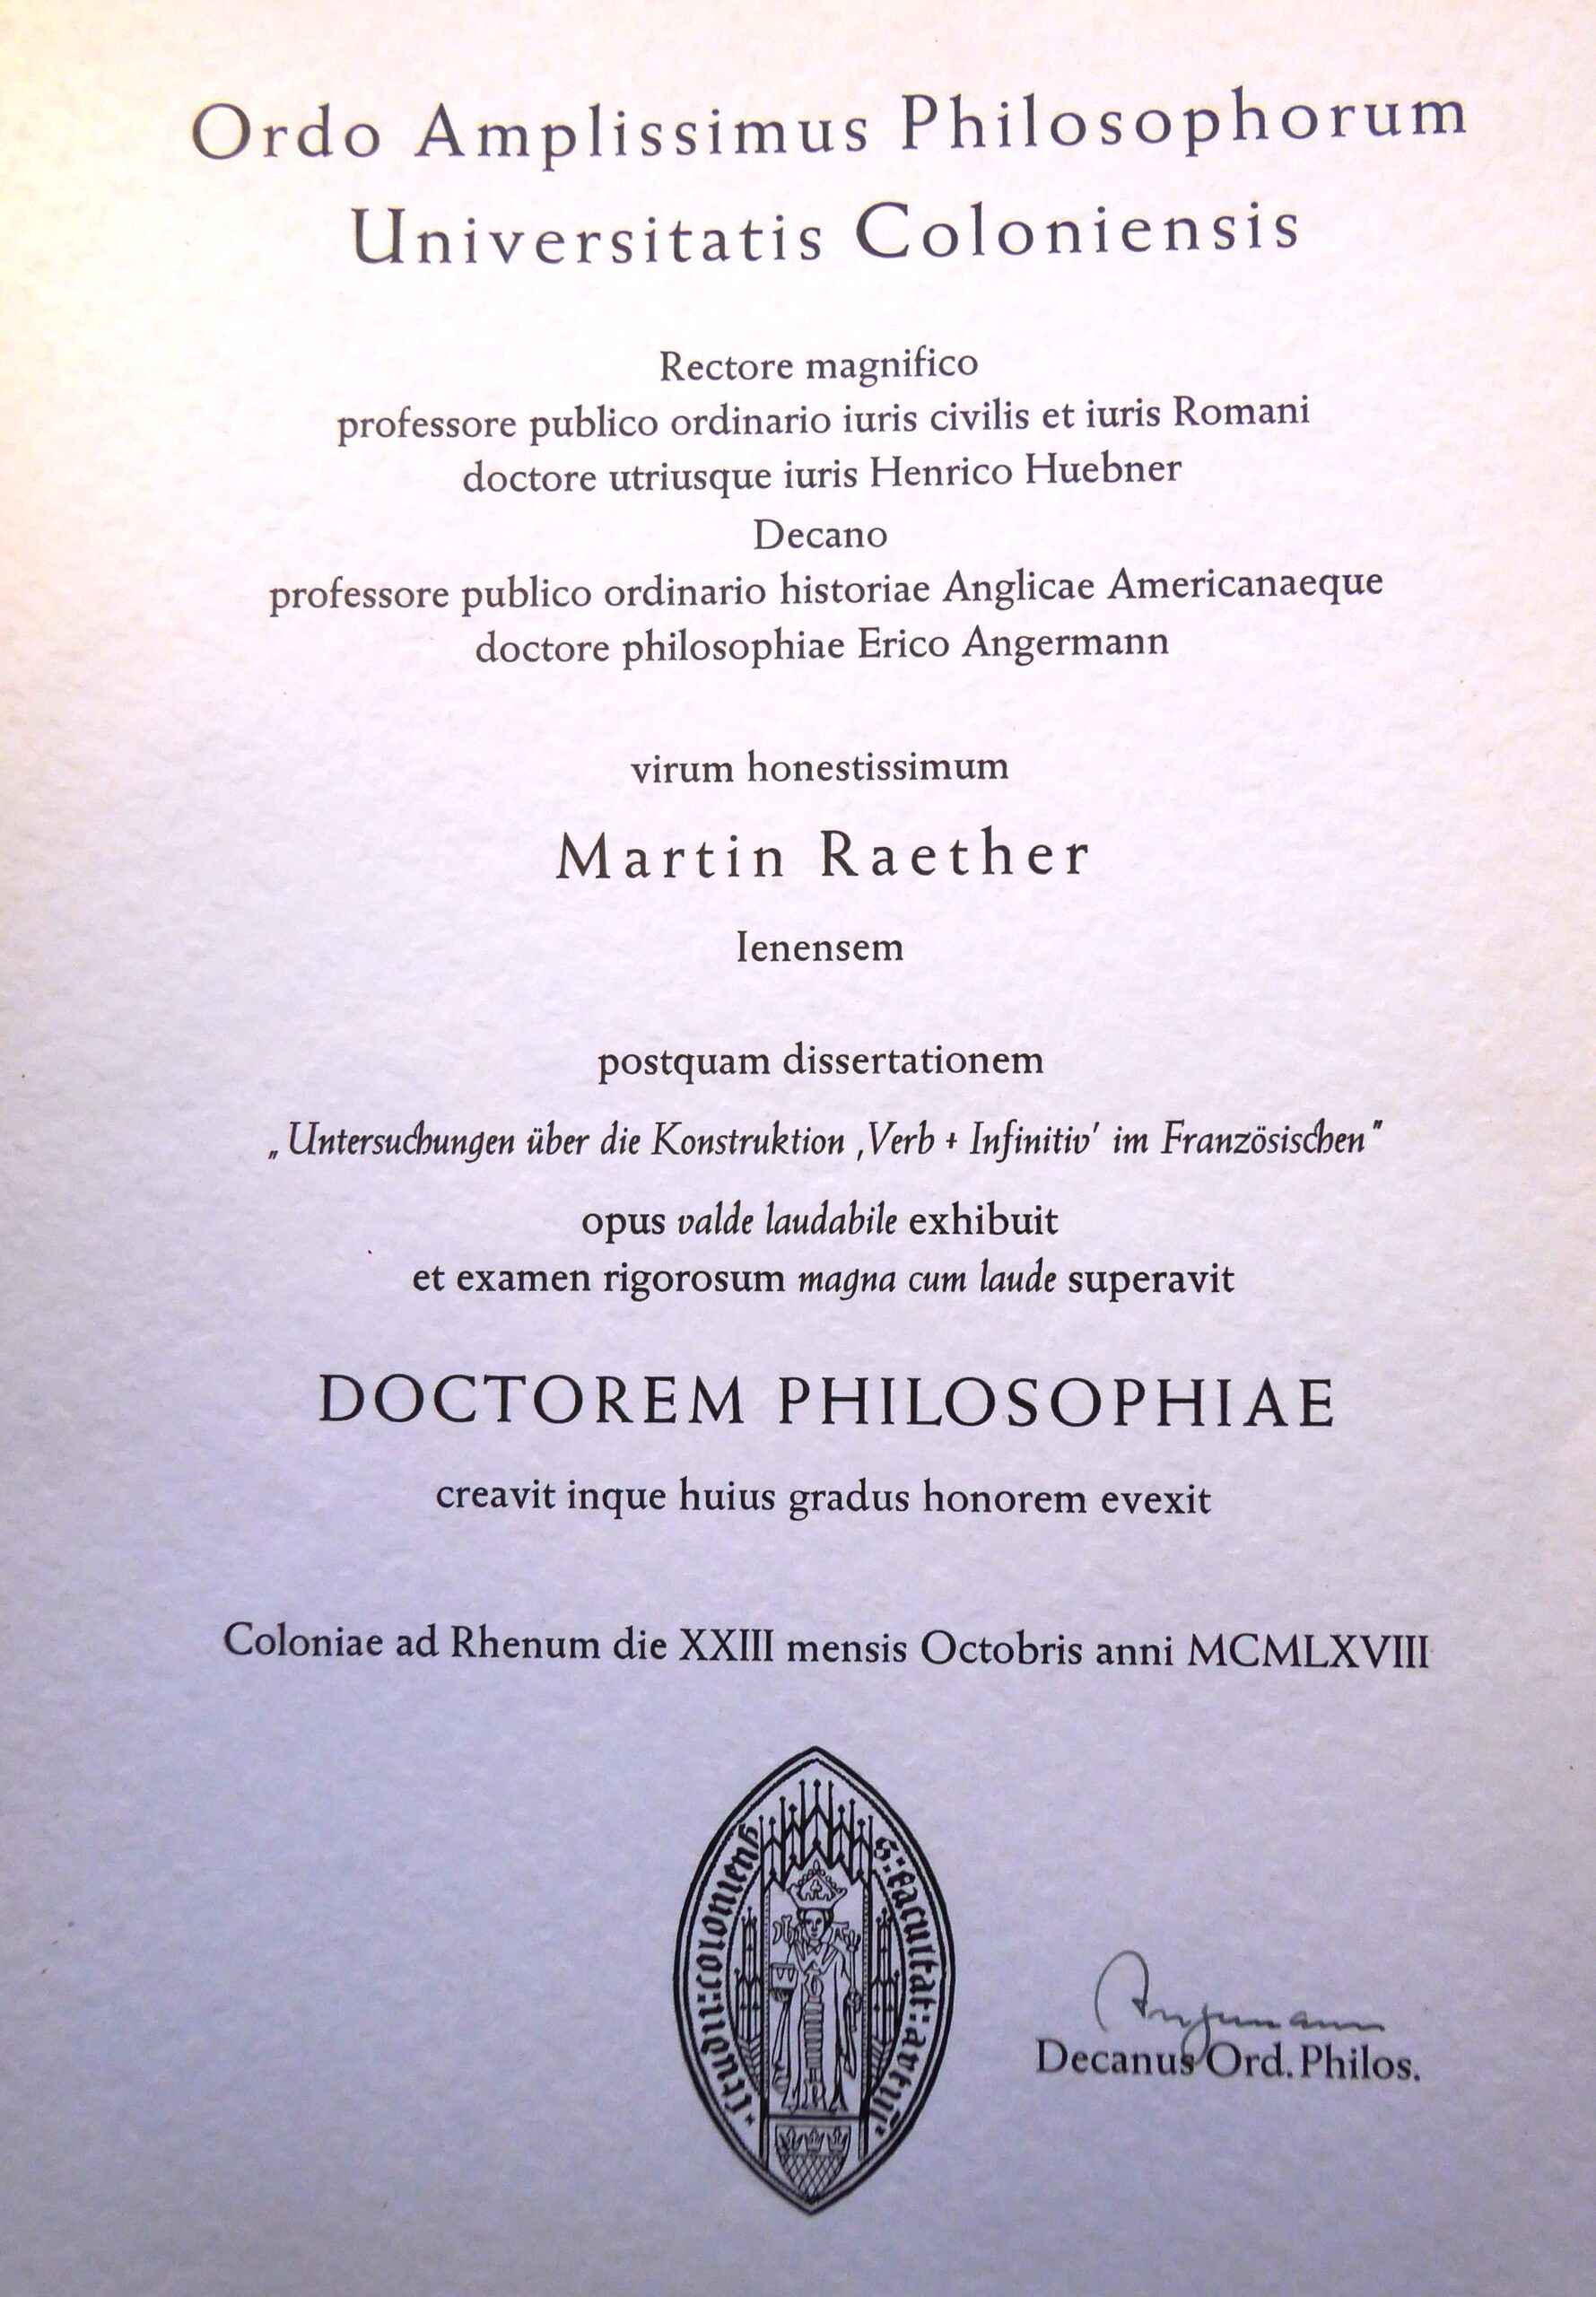 Ordo Amplissimus Philosophorum
Universitatis Coloniensis
Rectore magnifico
professore publico ordinario iuris civilis et iuris Romani
doctore utriusque iuris Henrico Huebner
Decano
professore publico ordinario historiae Anglicae Americanaeque
doctore philosophiae Erico Angermann
virum honestissimum
Martin Raether
Ienensem
postquam dissertationem
„Untersuchungen über die Konstruktion ‚Verb + Infinitiv' im Französischen"
opus valde laudabile exhibuit
et examen rigorosum magna cum laude superavit
DOCTOREM PHILOSOPHIAE
creavit inque huius gradus honorem evexit
Coloniae ad Rhenum die XXIII mensis Octobris anni MCMLXVIII
Angermann
Decanus Ord. Philos.